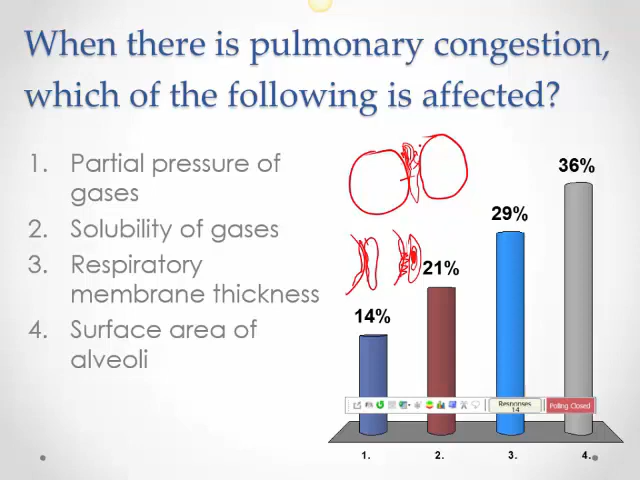 When there is pulmonary congestion,
which of the following is affected?
1. Partial pressure of
gases
2. Solubility of gases
3. Respiratory
membrane thickness
4. Surface area of
alveoli
14%
21%
29%
36%
Responses
14
Polling Closed
1.
2.
3.
4.